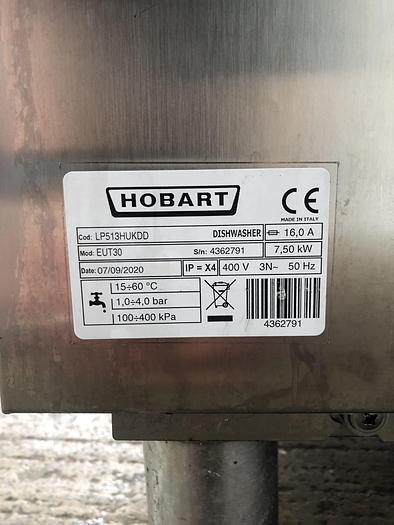 HOBART
CE
MADE IN ITALY
Cod: LP513HUKDD DISHWASHER 16,0 A
Mod: EUT30 S/n: 4362791 7,50 kW
Date: 07/09/2020 IP = X4 400 V 3N~ 50 Hz
15÷60 °C
1,0÷4,0 bar
100÷400 kPa
4362791